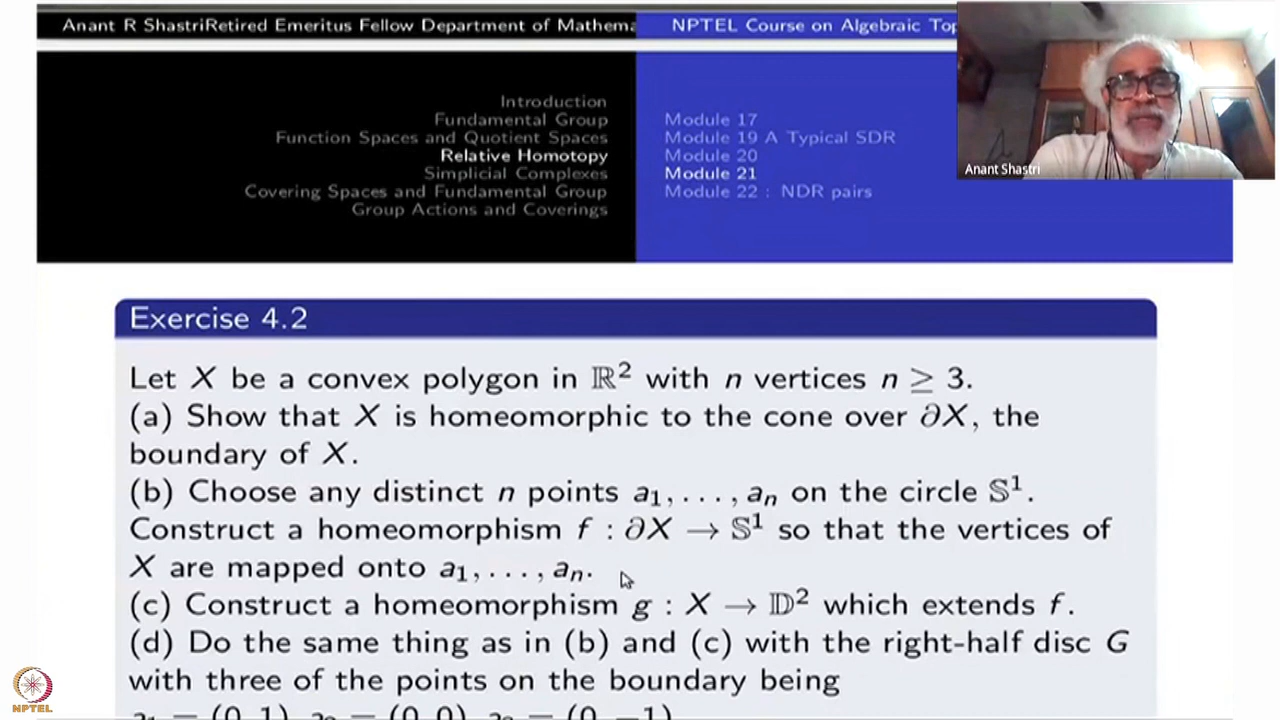 Anant R ShastriRetired Emeritus Fellow Department of Mathema
NPTEL Course on Algebraic Top
Introduction
Fundamental Group
Function Spaces and Quotient Spaces
Relative Homotopy
Simplicial Complexes
Covering Spaces and Fundamental Group
Group Actions and Coverings
Module 17
Module 19 A Typical SDR
Module 20
Module 21
Module 22 : NDR pairs
Anant Shastri
Exercise 4.2
Let X be a convex polygon in ℝ² with n vertices n ≥ 3.
(a) Show that X is homeomorphic to the cone over ∂X, the
boundary of X.
(b) Choose any distinct n points a₁, . . . , aₙ on the circle 𝕊¹.
Construct a homeomorphism f : ∂X → 𝕊¹ so that the vertices of
X are mapped onto a₁, . . . , aₙ.
(c) Construct a homeomorphism g : X → 𝔻² which extends f.
(d) Do the same thing as in (b) and (c) with the right-half disc G
with three of the points on the boundary being
NPTEL